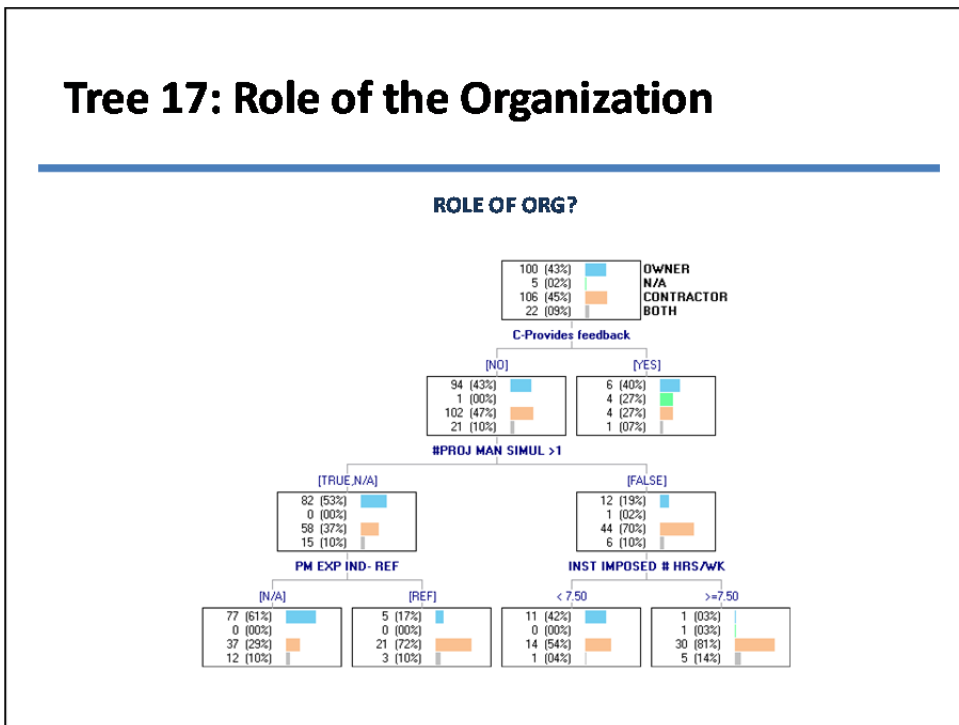 Tree 17: Role of the Organization
ROLE OF ORG?
100 (43%) OWNER
5 (02%) N/A
106 (45%) CONTRACTOR
22 (09%) BOTH
C-Provides feedback
[NO] [YES]
94 (43%) 6 (40%)
1 (00%) 4 (27%)
102 (47%) 4 (27%)
21 (10%) 1 (07%)
#PROJ MAN SIMUL >1
[TRUE,N/A] [FALSE]
82 (53%) 12 (19%)
0 (00%) 1 (02%)
58 (37%) 44 (70%)
15 (10%) 6 (10%)
PM EXP IND- REF INST IMPOSED # HRS/WK
[N/A] [REF] < 7.50 >=7.50
77 (61%) 5 (17%) 11 (42%) 1 (03%)
0 (00%) 0 (00%) 0 (00%) 1 (03%)
37 (29%) 21 (72%) 14 (54%) 30 (81%)
12 (10%) 3 (10%) 1 (04%) 5 (14%)